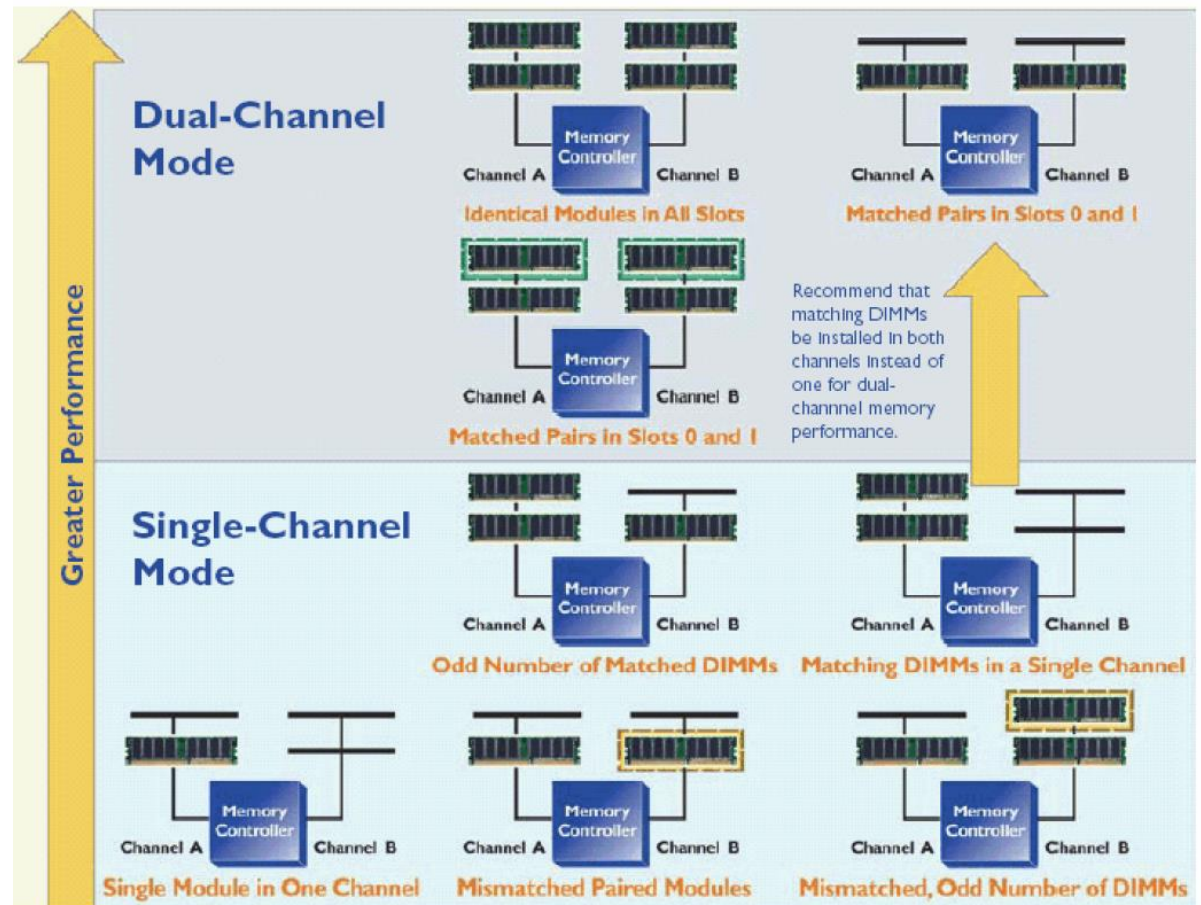 Greater Performance
Dual-Channel
Mode
Memory
Controller
Channel A
Channel B
Identical Modules in All Slots
Memory
Controller
Channel A
Channel B
Matched Pairs in Slots 0 and 1
Memory
Controller
Channel A
Channel B
Matched Pairs in Slots 0 and 1
Recommend that
matching DIMMs
be installed in both
channels instead of
one for dual-
channnel memory
performance.
Single-Channel
Mode
Memory
Controller
Channel A
Channel B
Odd Number of Matched DIMMs
Memory
Controller
Channel A
Channel B
Matching DIMMs in a Single Channel
Memory
Controller
Channel A
Channel B
Single Module in One Channel
Memory
Controller
Channel A
Channel B
Mismatched Paired Modules
Memory
Controller
Channel A
Channel B
Mismatched, Odd Number of DIMMs